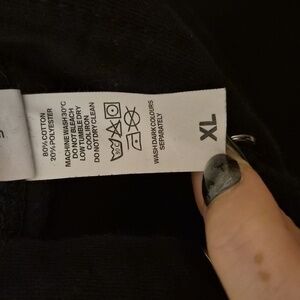 80% COTTON
20% POLYESTER
MACHINE WASH 30°C
DO NOT BLEACH
LOW TUMBLE DRY
COOL IRON
DO NOT DRY CLEAN
WASH DARK COLOURS
SEPARATELY
XL